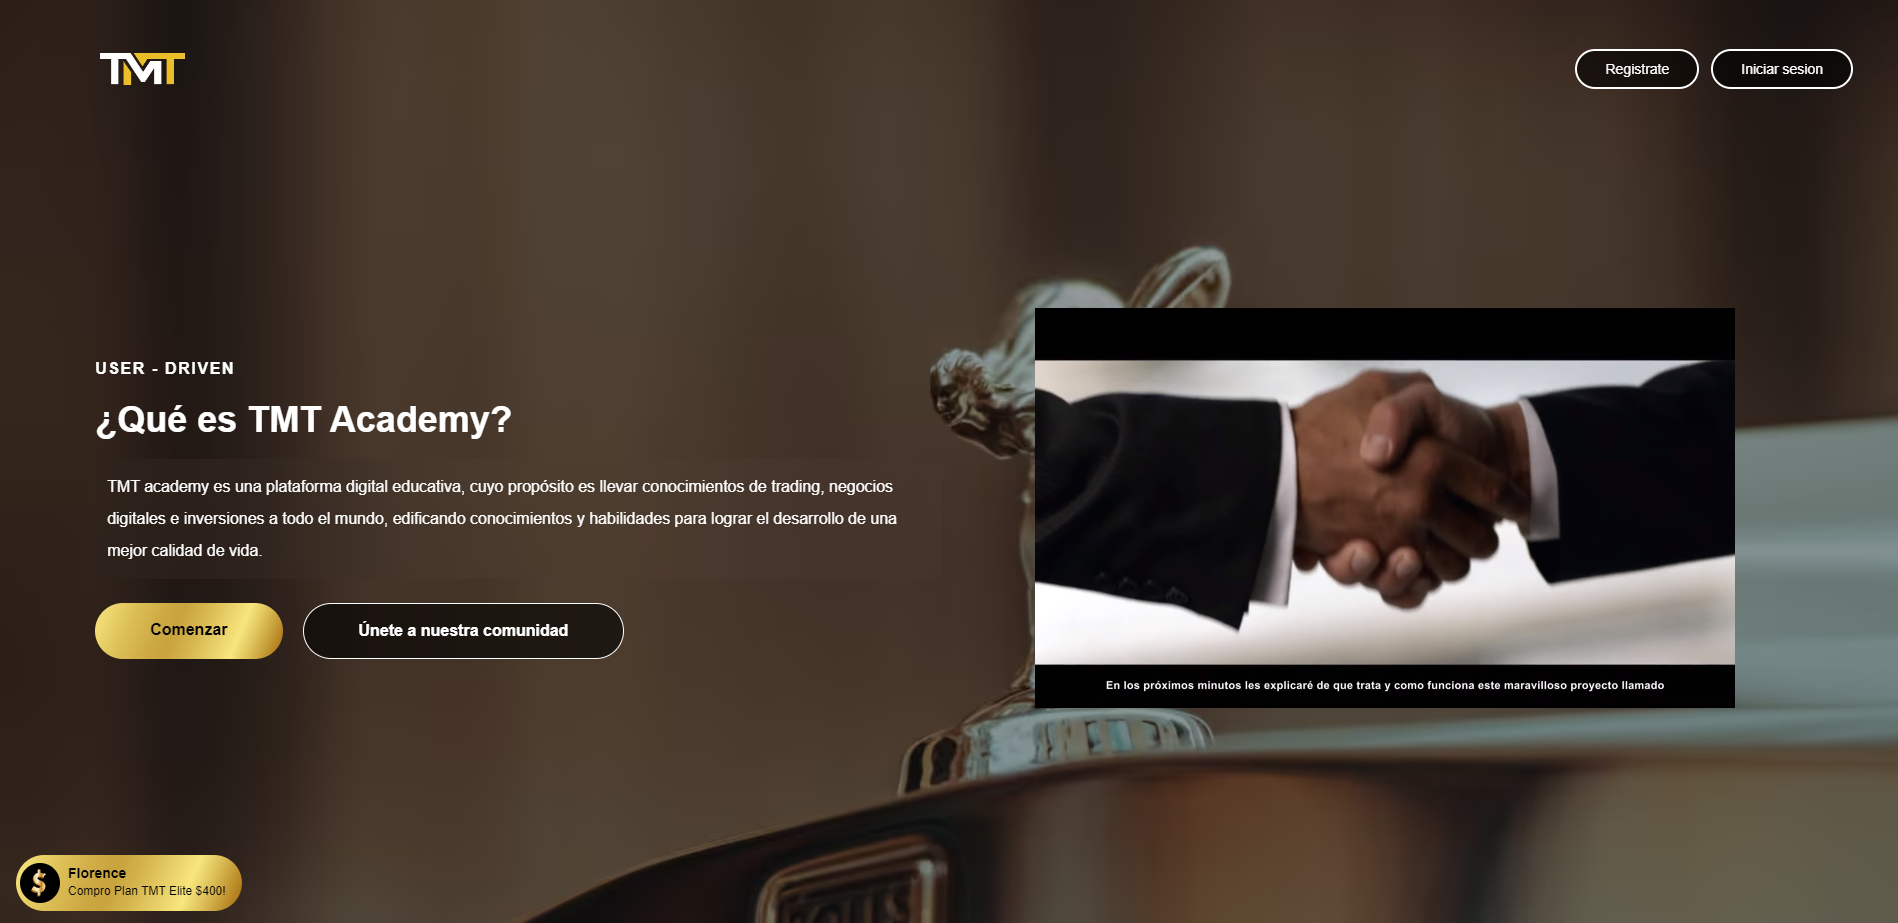 TMT
Registrate
Iniciar sesion
USER - DRIVEN
¿Qué es TMT Academy?
TMT academy es una plataforma digital educativa, cuyo propósito es llevar conocimientos de trading, negocios
digitales e inversiones a todo el mundo, edificando conocimientos y habilidades para lograr el desarrollo de una
mejor calidad de vida.
Comenzar
Únete a nuestra comunidad
En los próximos minutos les explicaré de que trata y como funciona este maravilloso proyecto llamado
$
Florence
Compro Plan TMT Elite $400!